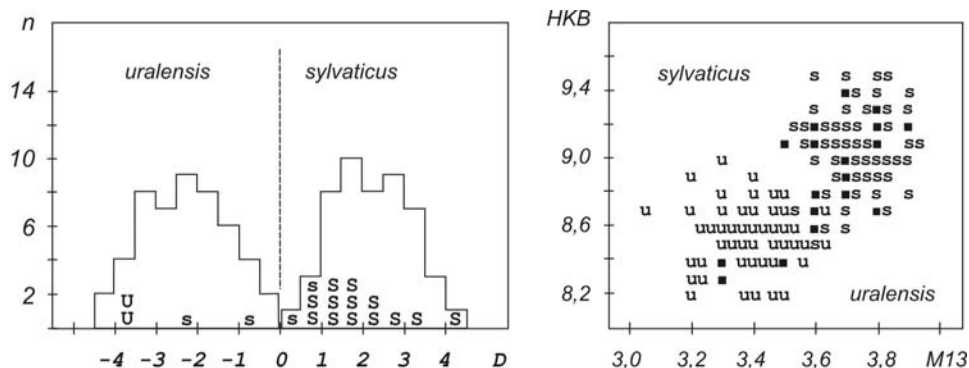 n
uralensis sylvaticus
14
10
6
2
-4 -3 -2 -1 0 1 2 3 4 D
HKB
sylvaticus
9,4
9,0
8,6
8,2
uralensis
3,0 3,2 3,4 3,6 3,8 M13